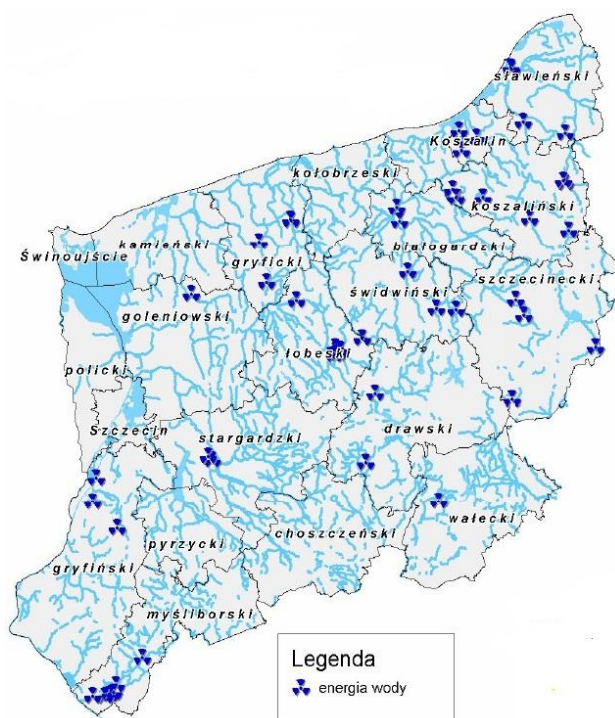 sławieński
Koszalin
kołobrzeski
koszaliński
kamieński
białogardzki
gryficki
Świnoujście
szczecinecki
świdwiński
goleniowski
łobeski
policki
Szczecin
drawski
stargardzki
wałecki
choszczeński
pyrzycki
gryfiński
myśliborski
Legenda
energia wody